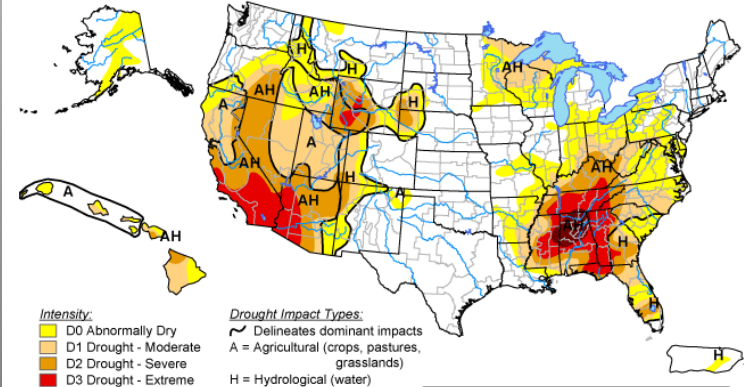 H
H
AH
AH
AH
H
A
A
AH
H
AH
A
AH
AH
H
H
A
AH
H
Intensity:
D0 Abnormally Dry
D1 Drought - Moderate
D2 Drought - Severe
D3 Drought - Extreme
Drought Impact Types:
Delineates dominant impacts
A = Agricultural (crops, pastures,
grasslands)
H = Hydrological (water)